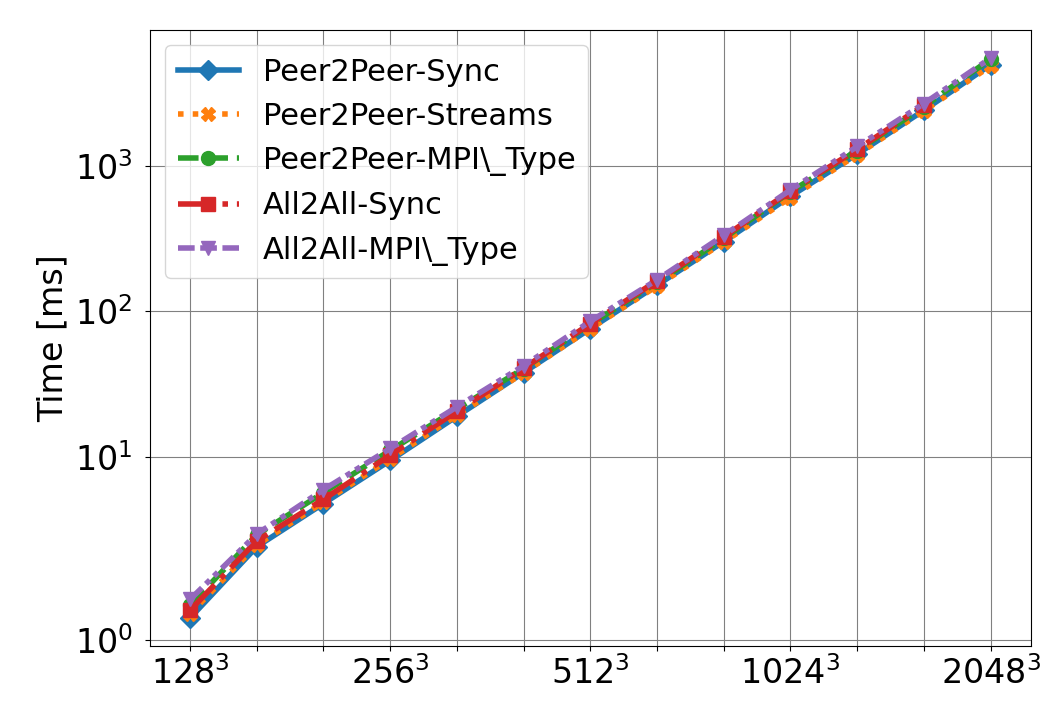 Peer2Peer-Sync
Peer2Peer-Streams
Peer2Peer-MPI\_Type
All2All-Sync
All2All-MPI\_Type
Time [ms]
10³
10²
10¹
10⁰
128³ 256³ 512³ 1024³ 2048³